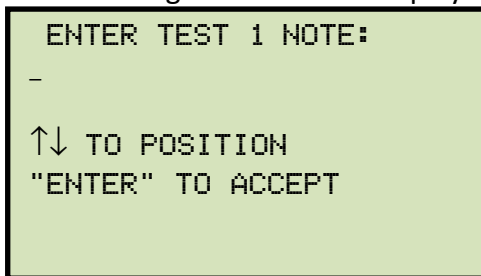 ENTER TEST 1 NOTE:
_
↑↓ TO POSITION
"ENTER" TO ACCEPT